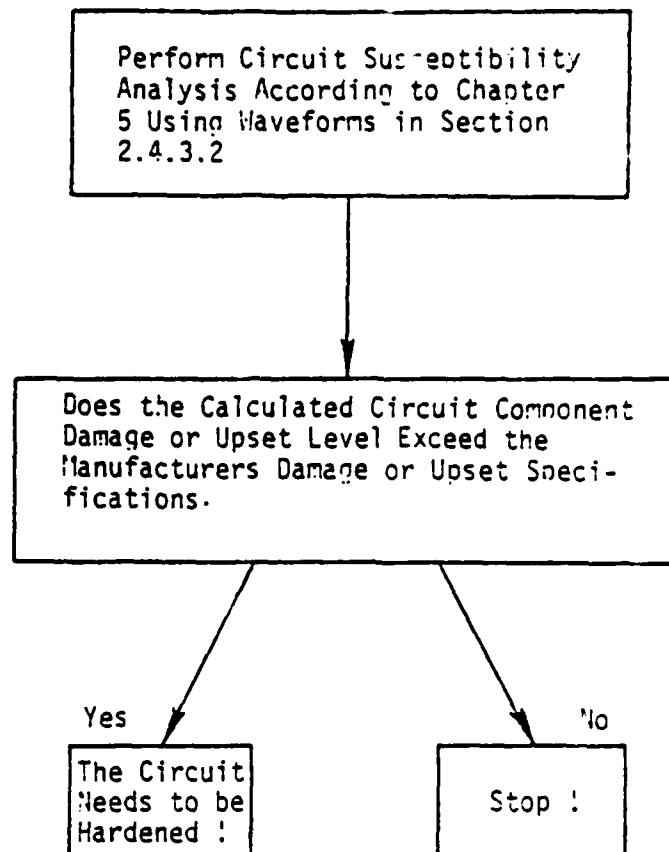 Perform Circuit Susceptibility
Analysis According to Chapter
5 Using Waveforms in Section
2.4.3.2
Does the Calculated Circuit Component
Damage or Upset Level Exceed the
Manufacturers Damage or Upset Speci-
fications.
Yes
No
The Circuit
Needs to be
Hardened !
Stop !